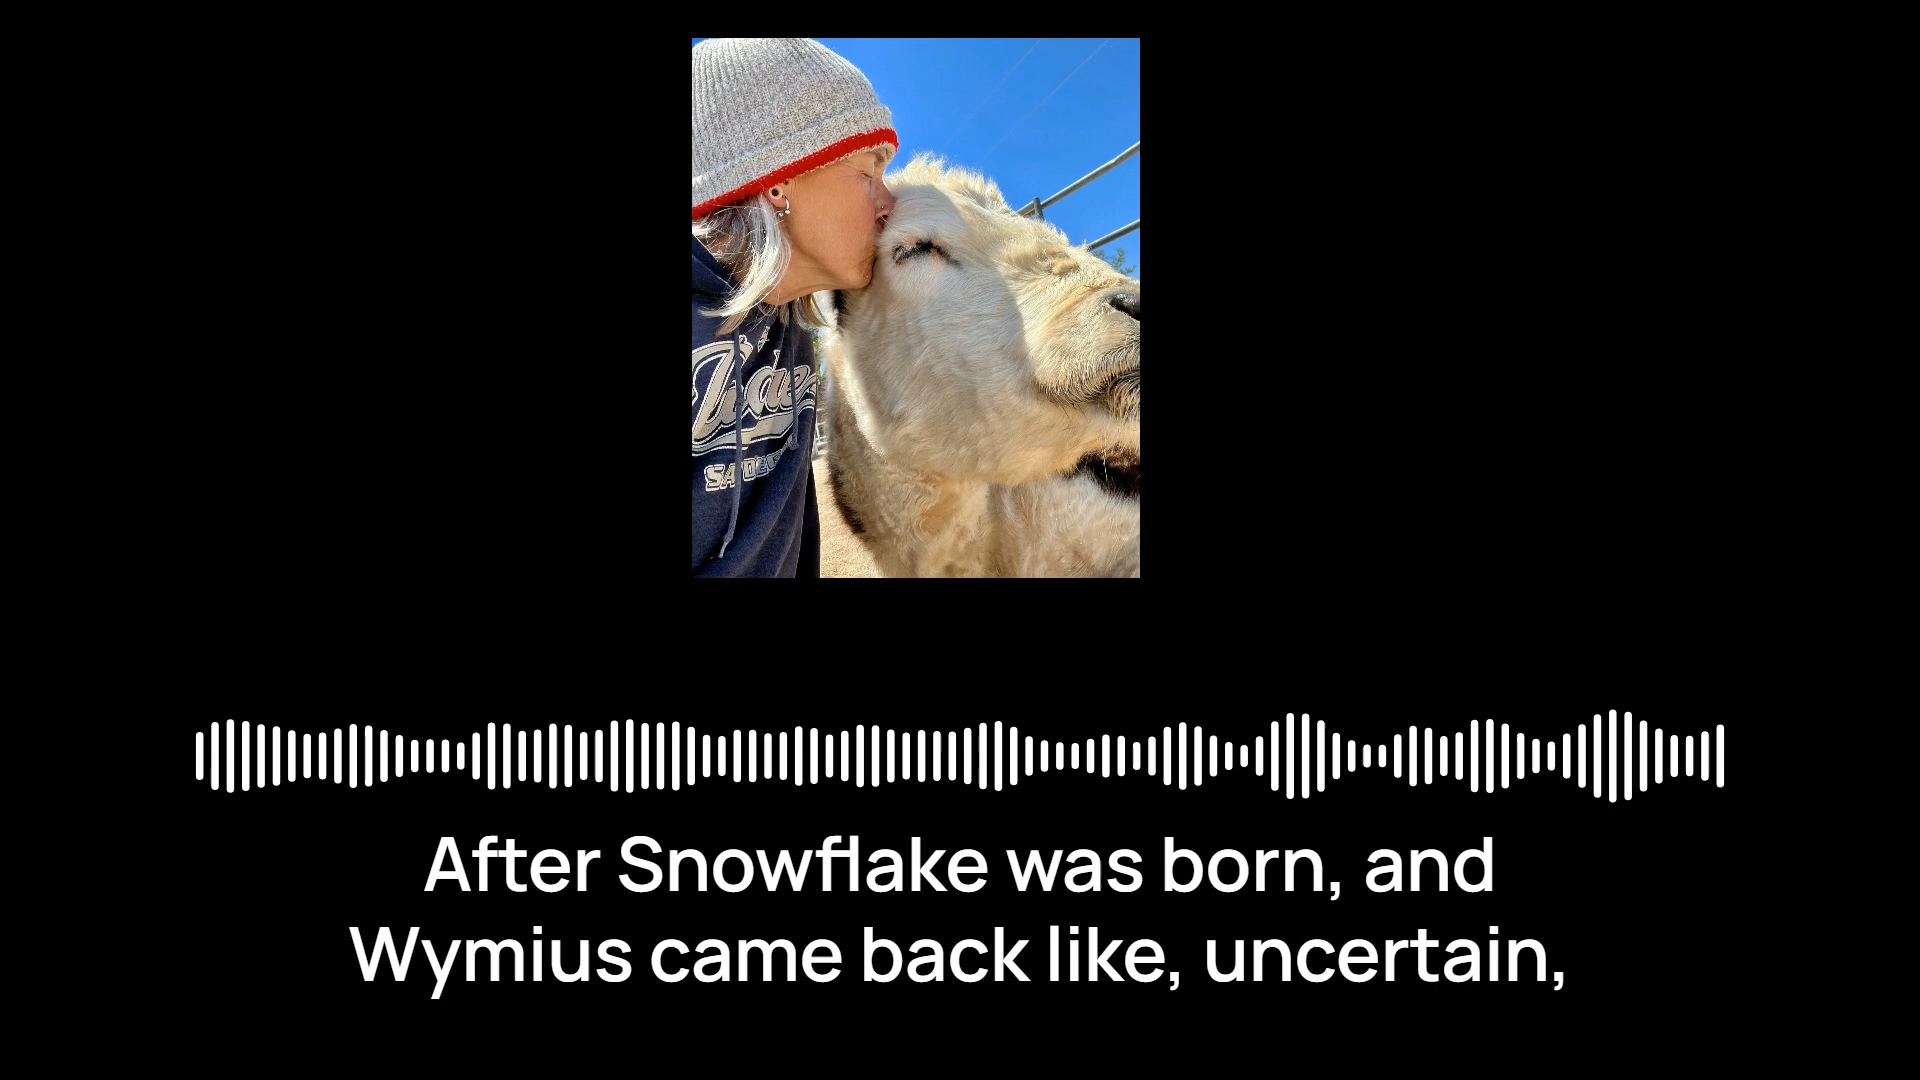 After Snowflake was born, and
Wymius came back like, uncertain,